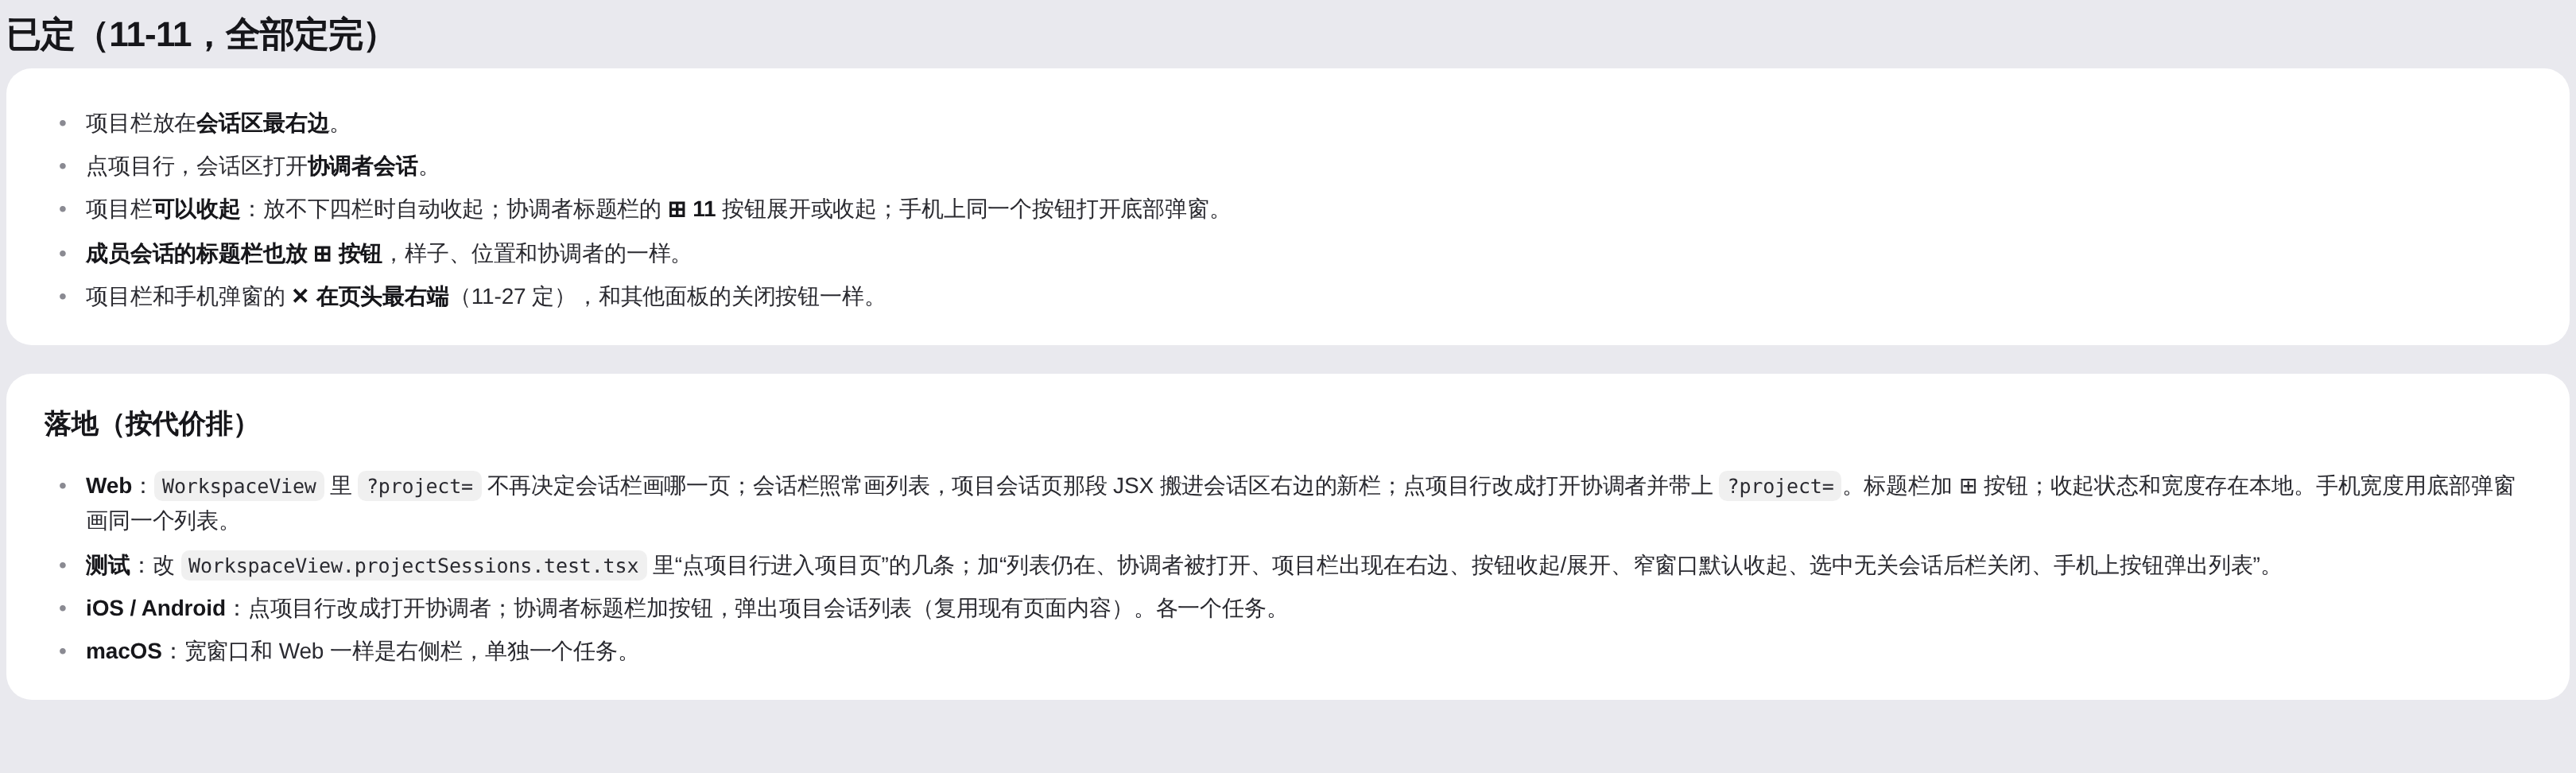 已定（11-11，全部定完）
• 项目栏放在会话区最右边。
• 点项目行，会话区打开协调者会话。
• 项目栏可以收起：放不下四栏时自动收起；协调者标题栏的 ⊞ 11 按钮展开或收起；手机上同一个按钮打开底部弹窗。
• 成员会话的标题栏也放 ⊞ 按钮，样子、位置和协调者的一样。
• 项目栏和手机弹窗的 ✕ 在页头最右端（11-27 定），和其他面板的关闭按钮一样。
落地（按代价排）
• Web：WorkspaceView 里 ?project= 不再决定会话栏画哪一页；会话栏照常画列表，项目会话页那段 JSX 搬进会话区右边的新栏；点项目行改成打开协调者并带上 ?project=。标题栏加 ⊞ 按钮；收起状态和宽度存在本地。手机宽度用底部弹窗
画同一个列表。
• 测试：改 WorkspaceView.projectSessions.test.tsx 里“点项目行进入项目页”的几条；加“列表仍在、协调者被打开、项目栏出现在右边、按钮收起/展开、窄窗口默认收起、选中无关会话后栏关闭、手机上按钮弹出列表”。
• iOS / Android：点项目行改成打开协调者；协调者标题栏加按钮，弹出项目会话列表（复用现有页面内容）。各一个任务。
• macOS：宽窗口和 Web 一样是右侧栏，单独一个任务。